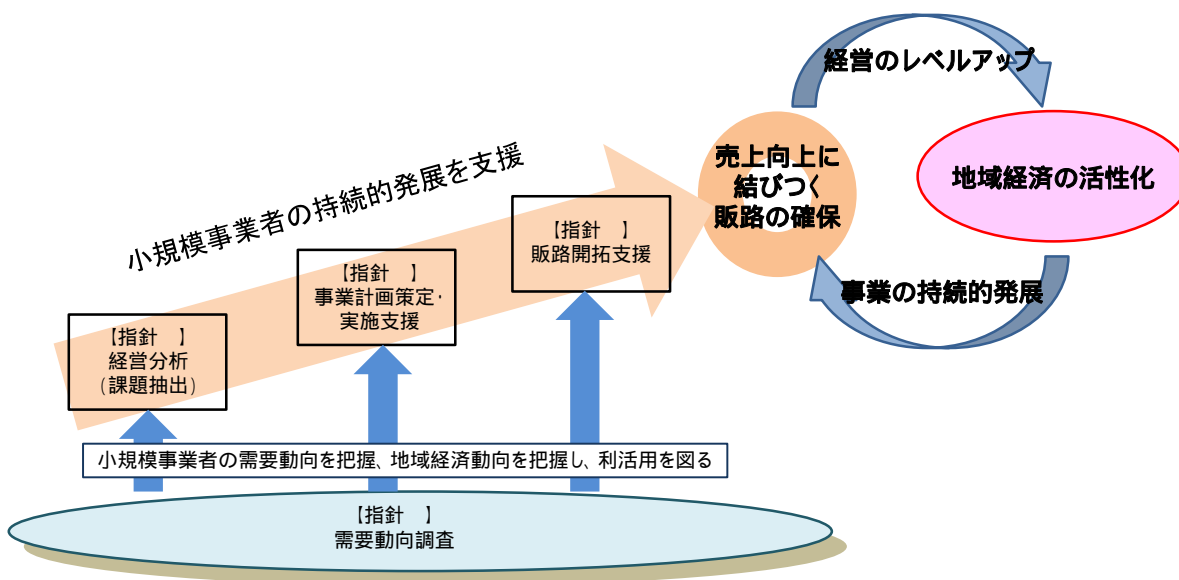 経営のレベルアップ
売上向上に
結びつく
販路の確保
地域経済の活性化
事業の持続的発展
小規模事業者の持続的発展を支援
【指針　】
販路開拓支援
【指針　】
事業計画策定・
実施支援
【指針　】
経営分析
(課題抽出)
小規模事業者の需要動向を把握、地域経済動向を把握し、利活用を図る
【指針　】
需要動向調査